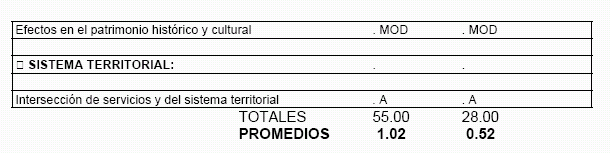 Efectos en el patrimonio histórico y cultural . MOD . MOD
□ SISTEMA TERRITORIAL: . .
Intersección de servicios y del sistema territorial . A . A
TOTALES 55.00 28.00
PROMEDIOS 1.02 0.52